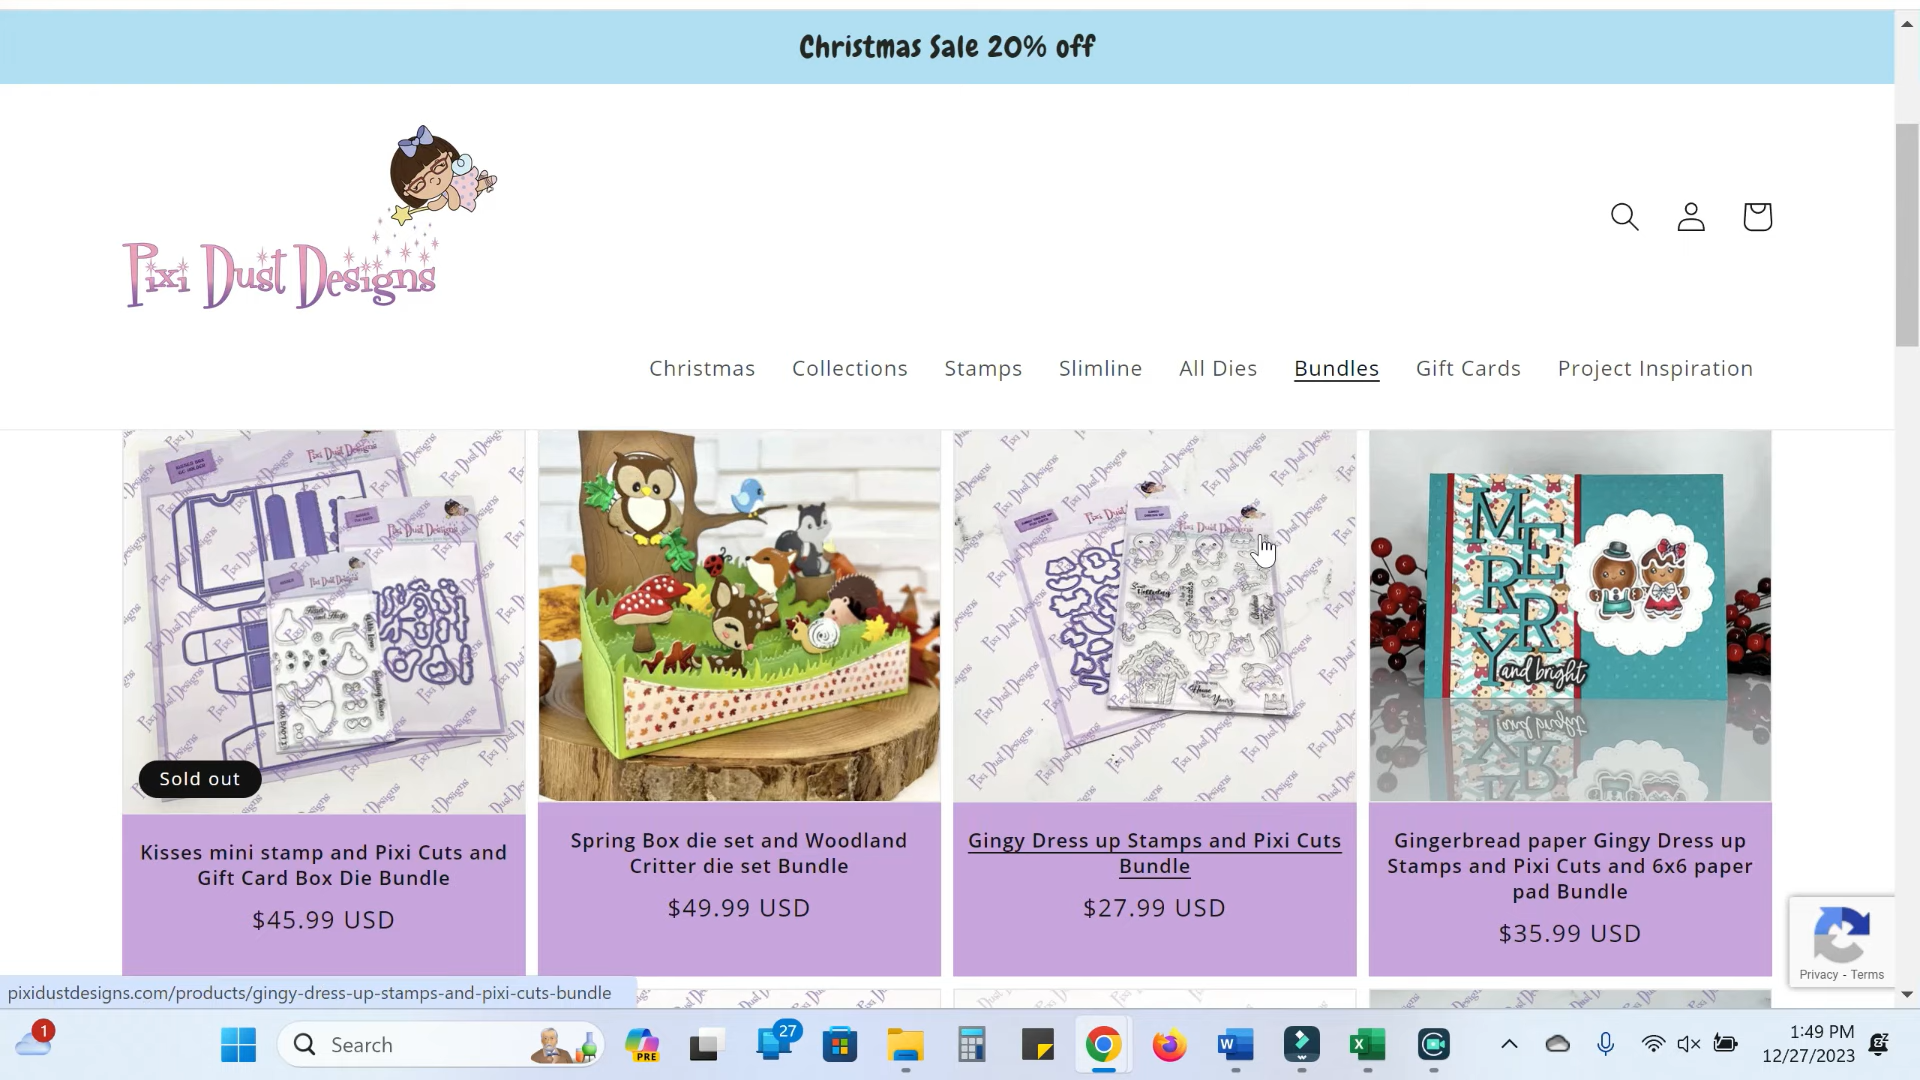 Christmas Sale 20% off
Pixi Dust Designs
Christmas Collections Stamps Slimline All Dies Bundles Gift Cards Project Inspiration
Pixi Dust Designs
MERRY
and bright
Sold out
Kisses mini stamp and Pixi Cuts and
Gift Card Box Die Bundle
$45.99 USD
Spring Box die set and Woodland
Critter die set Bundle
$49.99 USD
Gingy Dress up Stamps and Pixi Cuts
Bundle
$27.99 USD
Gingerbread paper Gingy Dress up
Stamps and Pixi Cuts and 6x6 paper
pad Bundle
$35.99 USD
Privacy - Terms
pixidustdesigns.com/products/gingy-dress-up-stamps-and-pixi-cuts-bundle
1
Search
PRE
27
1:49 PM
12/27/2023